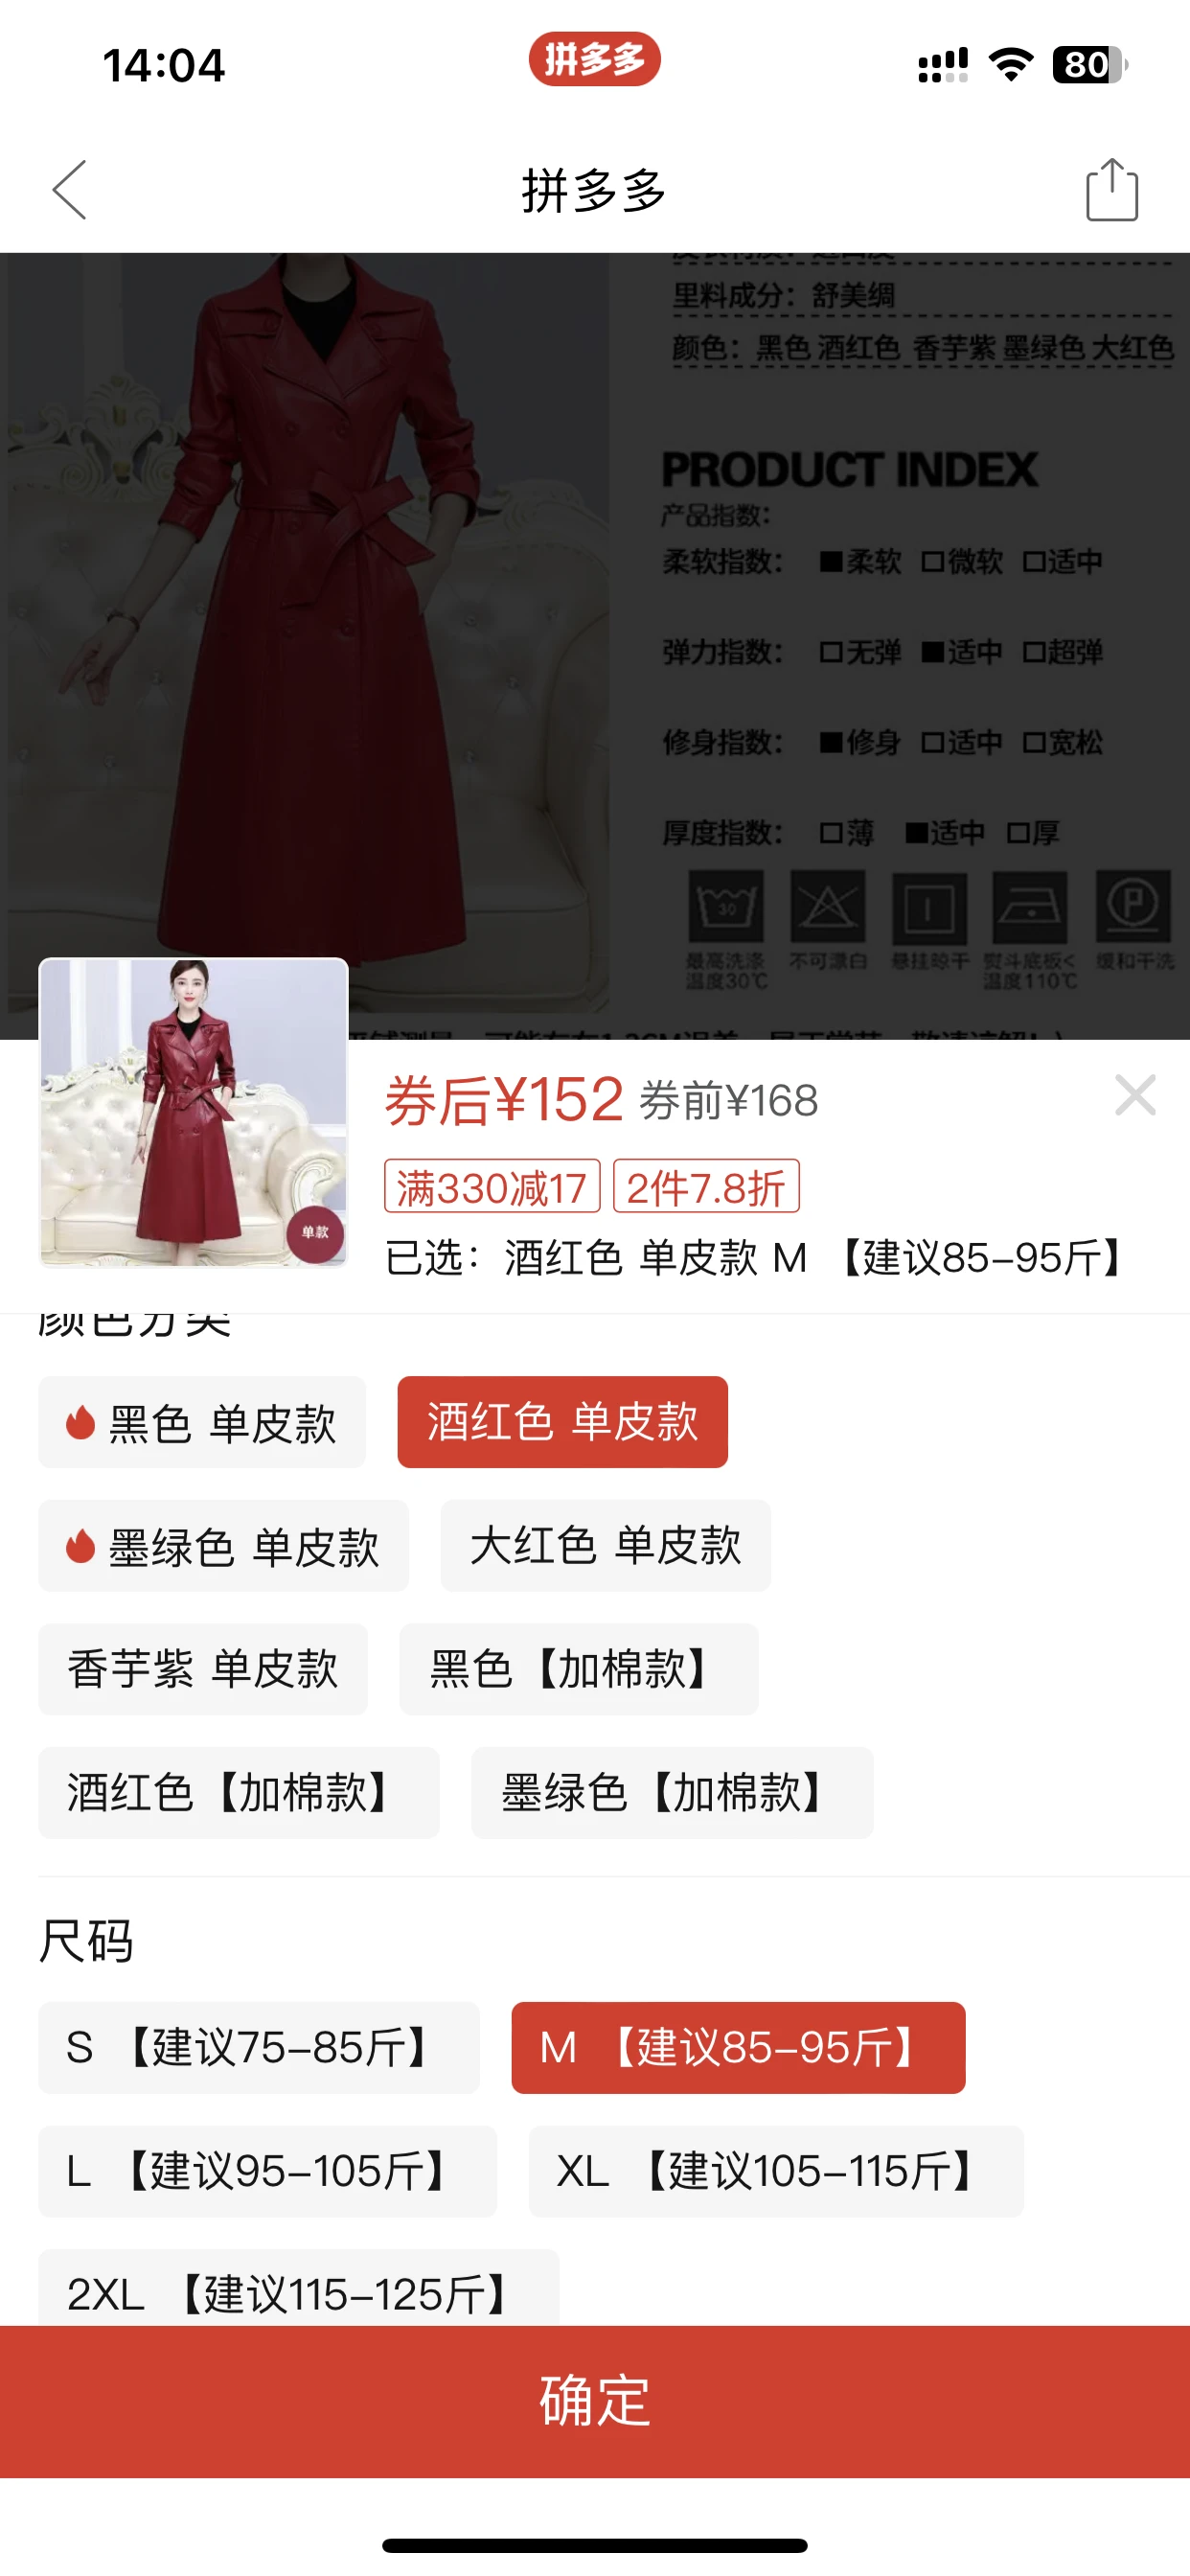 14:04
拼多多
80
拼多多
里料成分：舒美绸
颜色：黑色 酒红色 香芋紫 墨绿色 大红色
PRODUCT INDEX
产品指数：
柔软指数： ■柔软 □微软 □适中
弹力指数： □无弹 ■适中 □超弹
修身指数： ■修身 □适中 □宽松
厚度指数： □薄 ■适中 □厚
30
P
最高洗涤 不可漂白 悬挂晾干 熨斗底板< 缓和干洗
温度30℃ 温度110℃
券后¥152 券前¥168
满330减17 2件7.8折
单款
已选：酒红色 单皮款 M 【建议85-95斤】
颜色分类
黑色 单皮款 酒红色 单皮款
墨绿色 单皮款 大红色 单皮款
香芋紫 单皮款 黑色【加棉款】
酒红色【加棉款】 墨绿色【加棉款】
尺码
S 【建议75-85斤】 M 【建议85-95斤】
L 【建议95-105斤】 XL 【建议105-115斤】
2XL 【建议115-125斤】
确定